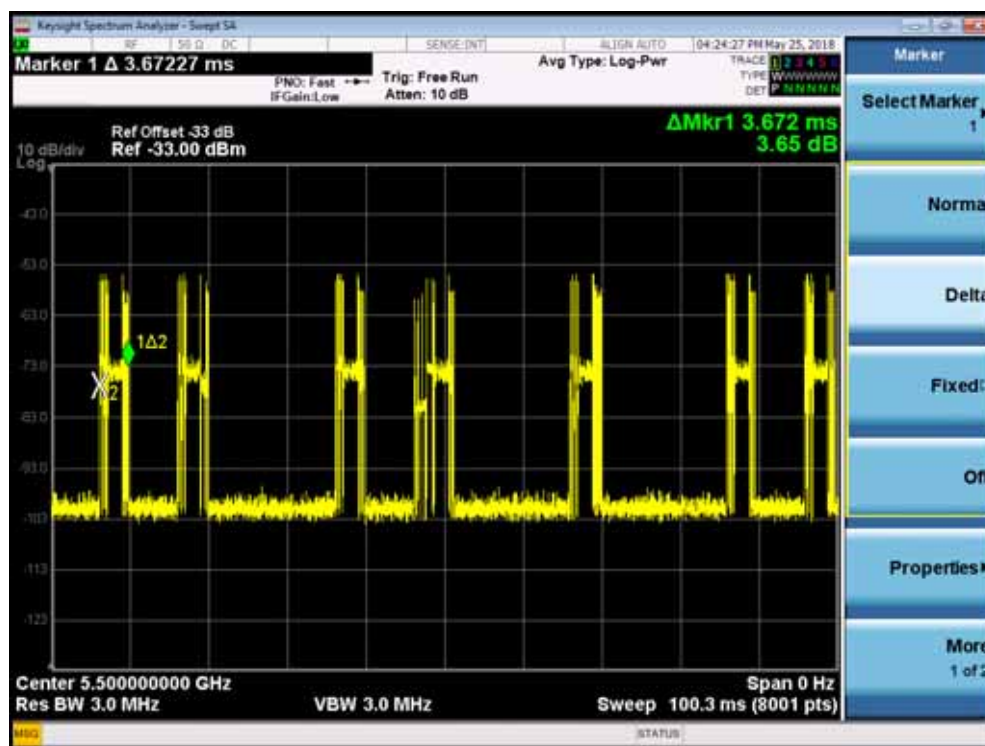 Keysight Spectrum Analyzer - Swept SA
RF 50 Ω DC SENSE:INT ALIGN AUTO 04:24:27 PM May 25, 2018
Marker 1 Δ 3.67227 ms
PNO: Fast
IFGain:Low
Trig: Free Run
Atten: 10 dB
Avg Type: Log-Pwr
TRACE 1 2 3 4 5 6
TYPE WWWWWW
DET P N N N N N
Ref Offset -33 dB
10 dB/div Ref -33.00 dBm
Log
ΔMkr1 3.672 ms
3.65 dB
-43.0
-53.0
-63.0
-73.0
-83.0
-93.0
-103
-113
-123
1Δ2
2
Center 5.500000000 GHz
Span 0 Hz
Res BW 3.0 MHz VBW 3.0 MHz Sweep 100.3 ms (8001 pts)
MSG STATUS
Marker
Select Marker
1
Norma
Delta
Fixed
Off
Properties
More
1 of 2